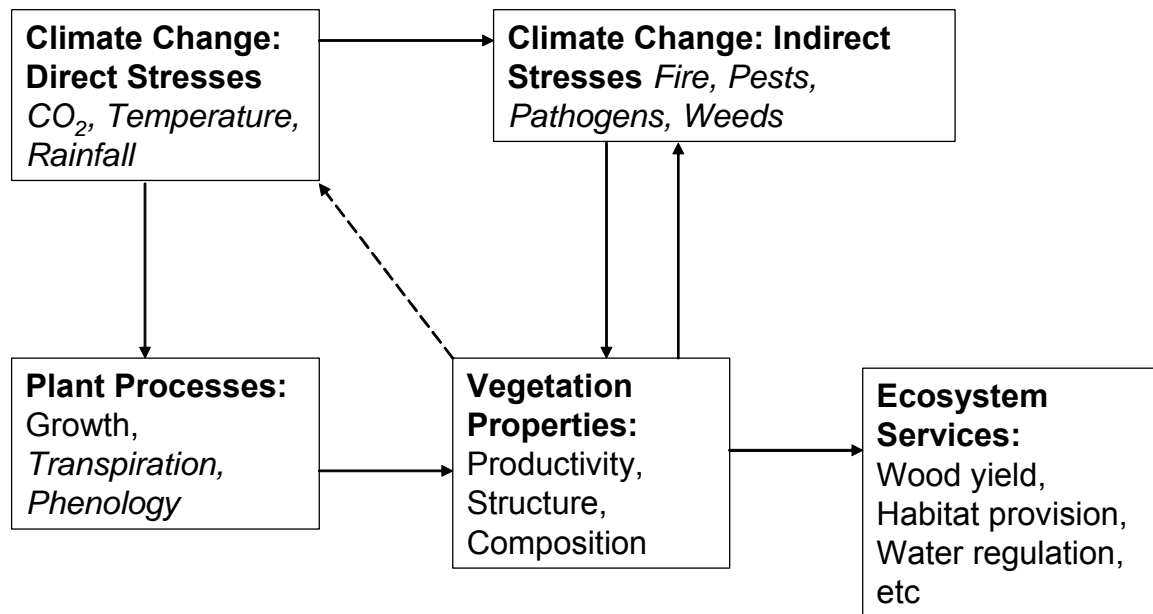 Climate Change:
Direct Stresses
CO₂, Temperature,
Rainfall
Climate Change: Indirect
Stresses Fire, Pests,
Pathogens, Weeds
Plant Processes:
Growth,
Transpiration,
Phenology
Vegetation
Properties:
Productivity,
Structure,
Composition
Ecosystem
Services:
Wood yield,
Habitat provision,
Water regulation,
etc